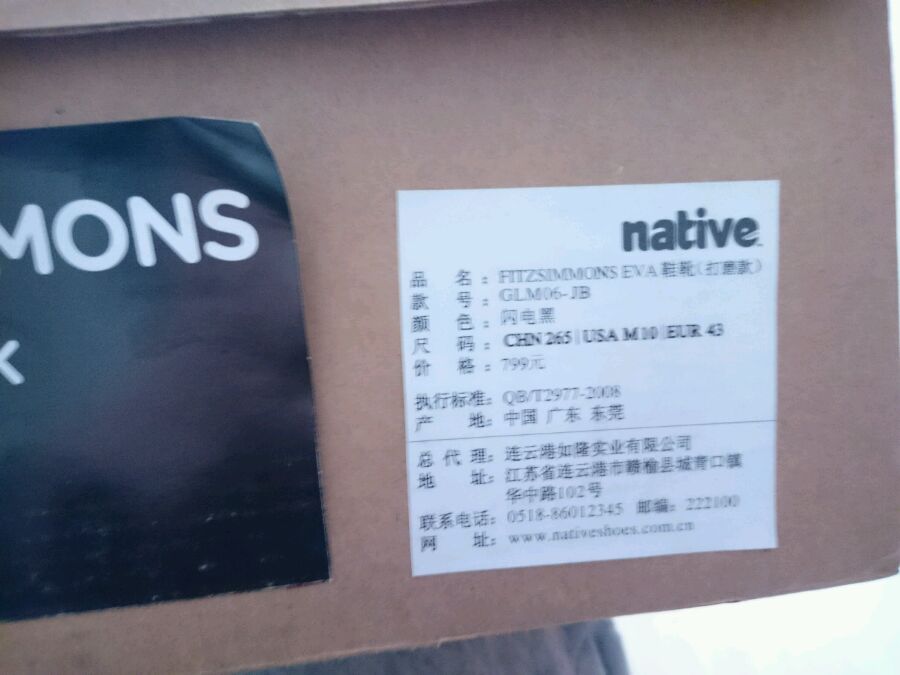 MONS
K
native
品 名：FITZSIMMONS EVA 鞋靴（打磨款）
款 号：GLM06-JB
颜 色：闪电黑
尺 码：CHN 265 | USA M10 | EUR 43
价 格：799元
执行标准：QB/T2977-2008
产 地：中国 广东 东莞
总 代 理：连云港如隆实业有限公司
地 址：江苏省连云港市赣榆县城青口镇
华中路102号
联系电话：0518-86012345 邮编：222100
网 址：www.nativeshoes.com.cn